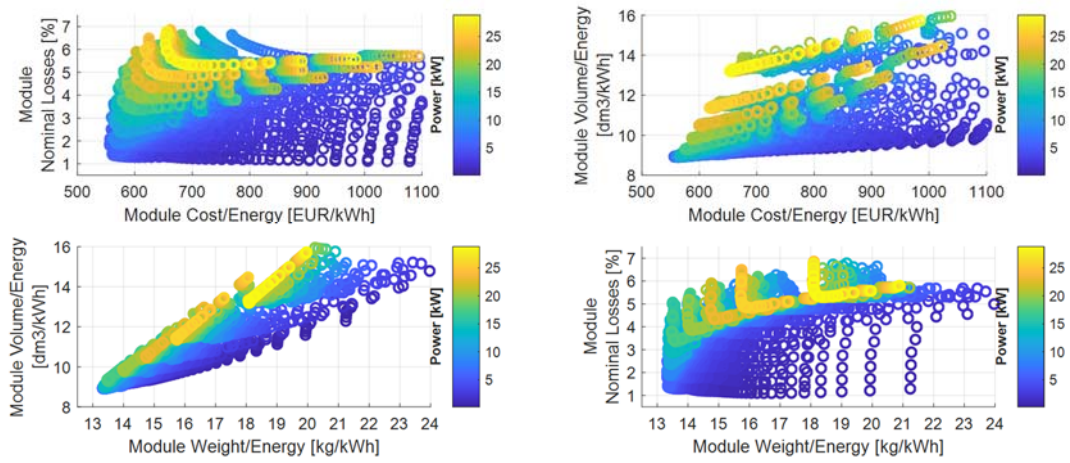 Module
Nominal Losses [%]
7
6
5
4
3
2
1
500 600 700 800 900 1000 1100
Module Cost/Energy [EUR/kWh]
Power [kW]
25
20
15
10
5
Module Volume/Energy
[dm3/kWh]
16
14
12
10
8
500 600 700 800 900 1000 1100
Module Cost/Energy [EUR/kWh]
Power [kW]
25
20
15
10
5
Module Volume/Energy
[dm3/kWh]
16
14
12
10
8
13 14 15 16 17 18 19 20 21 22 23 24
Module Weight/Energy [kg/kWh]
Power [kW]
25
20
15
10
5
Module
Nominal Losses [%]
7
6
5
4
3
2
1
13 14 15 16 17 18 19 20 21 22 23 24
Module Weight/Energy [kg/kWh]
Power [kW]
25
20
15
10
5